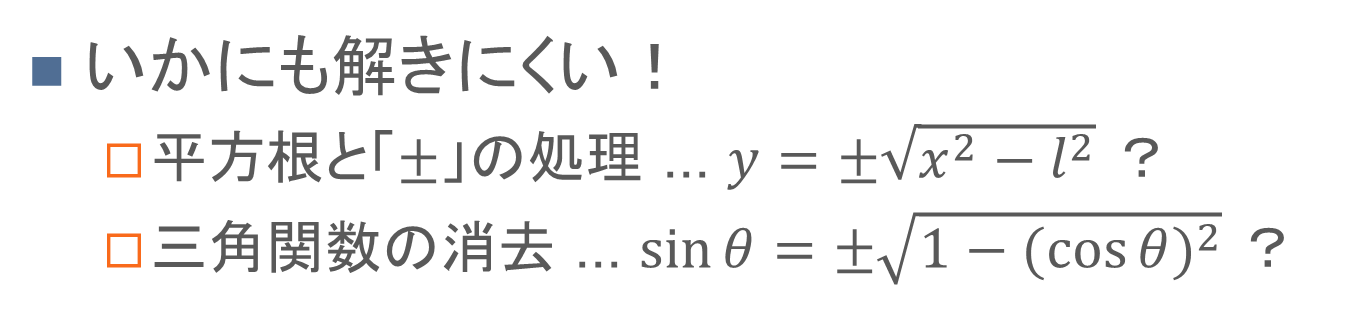 ■ いかにも解きにくい！
□ 平方根と「±」の処理 … y = ±√(x² − l²) ？
□ 三角関数の消去 … sin θ = ±√(1 − (cos θ)²) ？